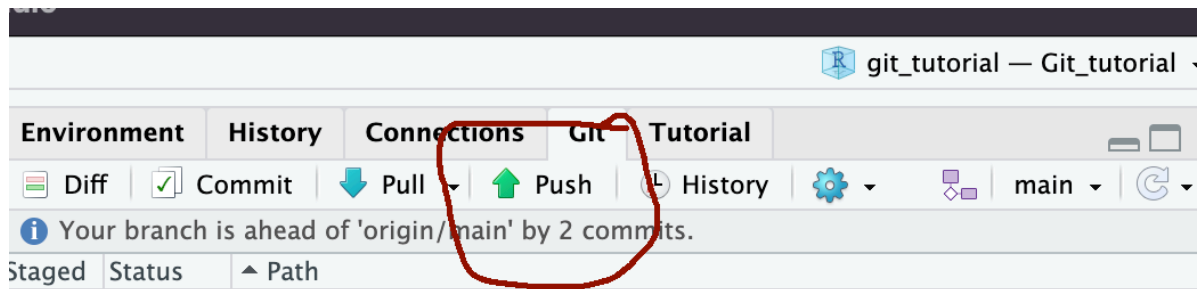 git_tutorial — Git_tutorial
Environment History Connections Git Tutorial
Diff Commit Pull Push History main
Your branch is ahead of 'origin/main' by 2 commits.
Staged Status Path